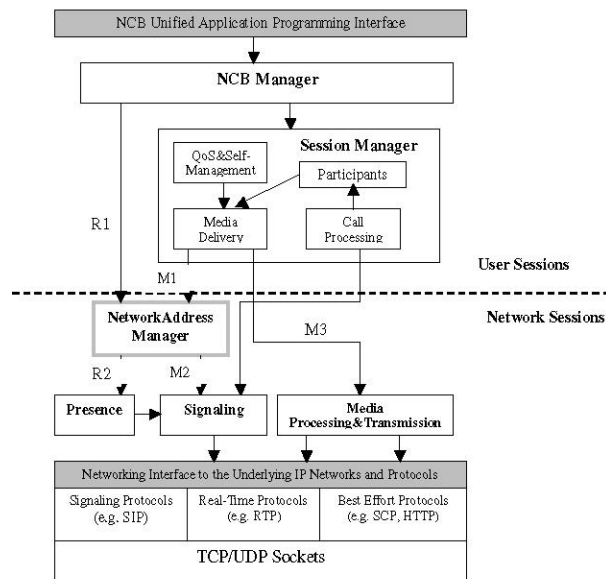 NCB Unified Application Programming Interface
NCB Manager
Session Manager
QoS&Self-
Management
Participants
Media
Delivery
Call
Processing
R1
M1
User Sessions
NetworkAddress
Manager
Network Sessions
M3
R2
M2
Presence
Signaling
Media
Processing&Transmission
Networking Interface to the Underlying IP Networks and Protocols
Signaling Protocols
(e.g. SIP)
Real-Time Protocols
(e.g. RTP)
Best Effort Protocols
(e.g. SCP, HTTP)
TCP/UDP Sockets